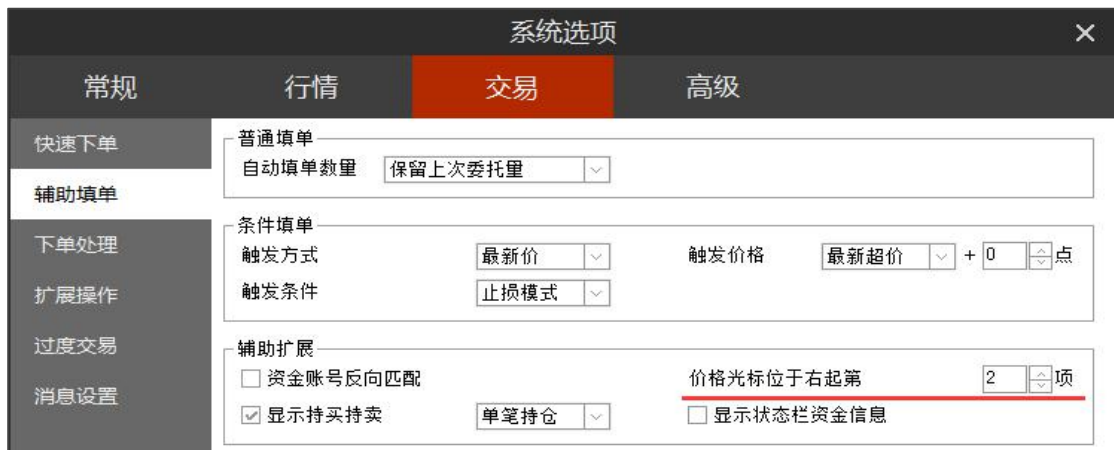 系统选项
常规 行情 交易 高级
快速下单
辅助填单
下单处理
扩展操作
过度交易
消息设置
普通填单
自动填单数量 保留上次委托量
条件填单
触发方式 最新价 触发价格 最新超价 + 0 点
触发条件 止损模式
辅助扩展
资金账号反向匹配 价格光标位于右起第 2 项
显示持买持卖 单笔持仓 显示状态栏资金信息